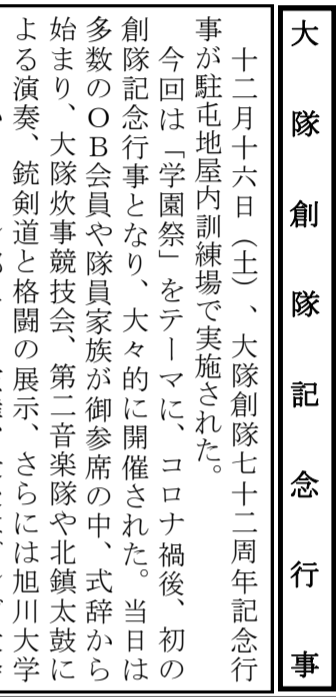 大隊創隊記念行事
十二月十六日（土）、大隊創隊七十二周年記念行
事が駐屯地屋内訓練場で実施された。
今回は「学園祭」をテーマに、コロナ禍後、初の
創隊記念行事となり、大々的に開催された。当日は
多数のＯＢ会員や隊員家族が御参席の中、式辞から
始まり、大隊炊事競技会、第二音楽隊や北鎮太鼓に
よる演奏、銃剣道と格闘の展示、さらには旭川大学